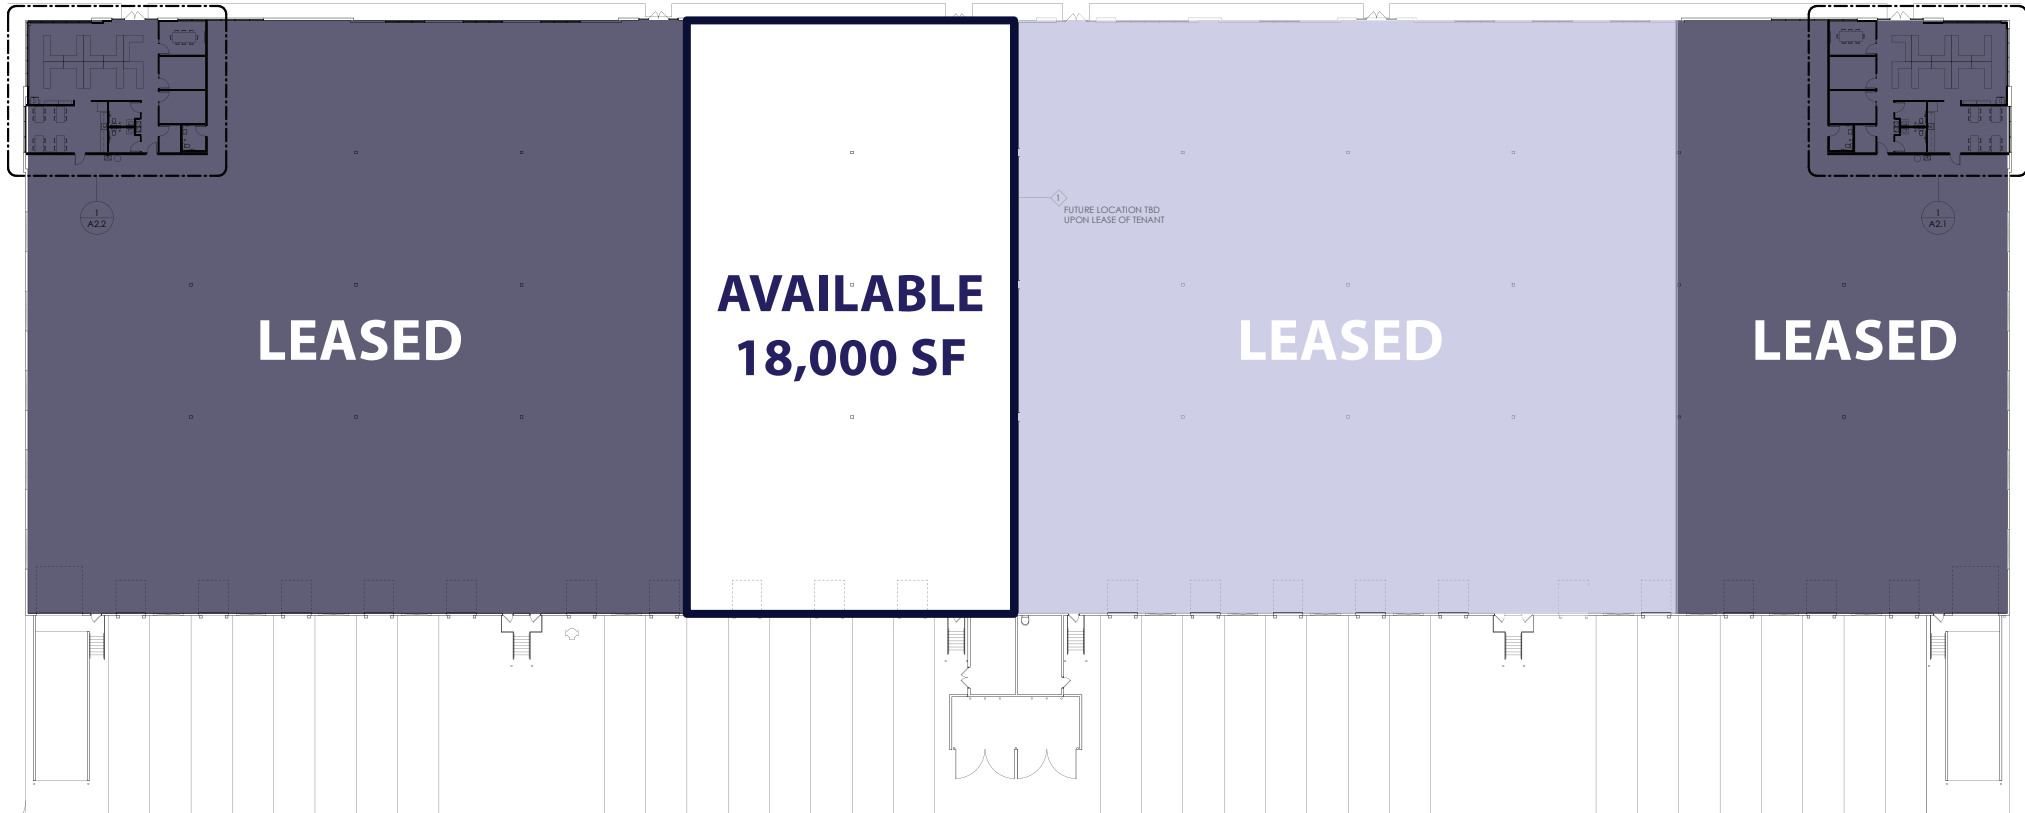 1
A2.2
LEASED
AVAILABLE
18,000 SF
1
FUTURE LOCATION TBD
UPON LEASE OF TENANT
LEASED
1
A2.1
LEASED